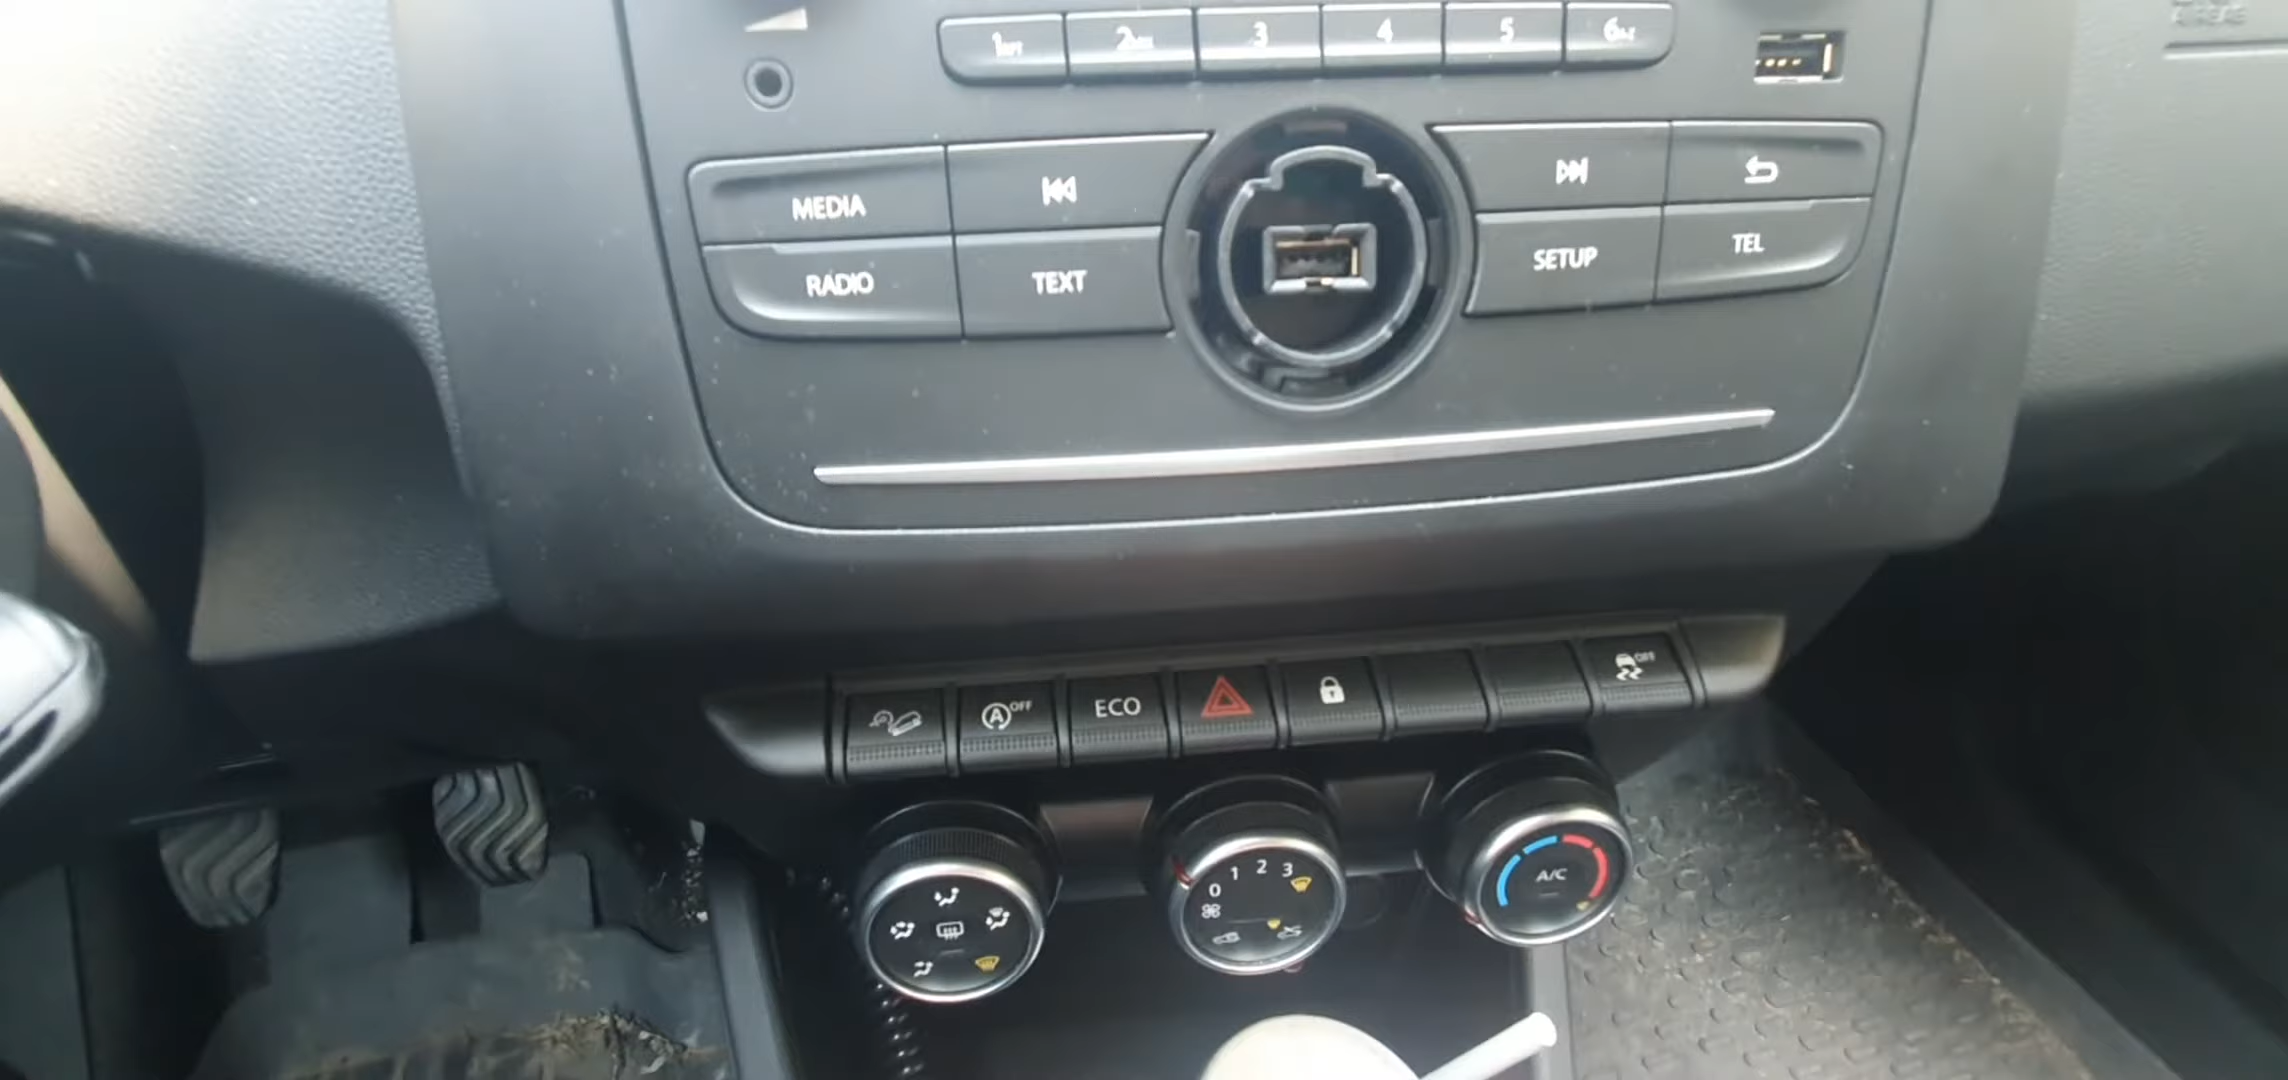 1 2 3 4 5 6
MEDIA
RADIO TEXT SETUP TEL
OFF ECO OFF
0 1 2 3
A/C